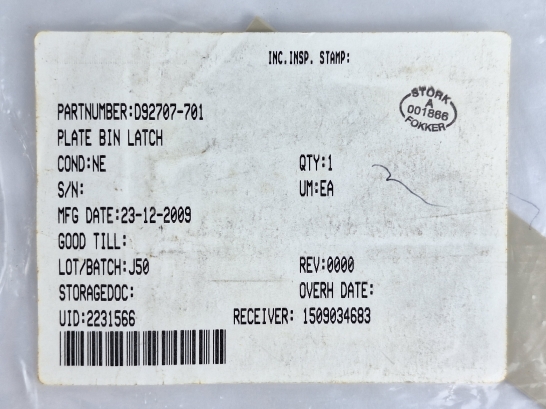 INC.INSP. STAMP:
STORK
A
001866
FOKKER
PARTNUMBER:D92707-701
PLATE BIN LATCH
COND:NE QTY:1
S/N: UM:EA
MFG DATE:23-12-2009
GOOD TILL:
LOT/BATCH:J50 REV:0000
STORAGEDOC: OVERH DATE:
UID:2231566 RECEIVER: 1509034683